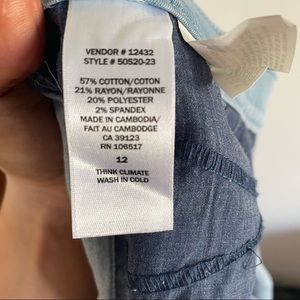 VENDOR # 12432
STYLE # 50S20-23
57% COTTON/COTON
21% RAYON/RAYONNE
20% POLYESTER
2% SPANDEX
MADE IN CAMBODIA/
FAIT AU CAMBODGE
CA 39123
RN 106517
12
THINK CLIMATE
WASH IN COLD